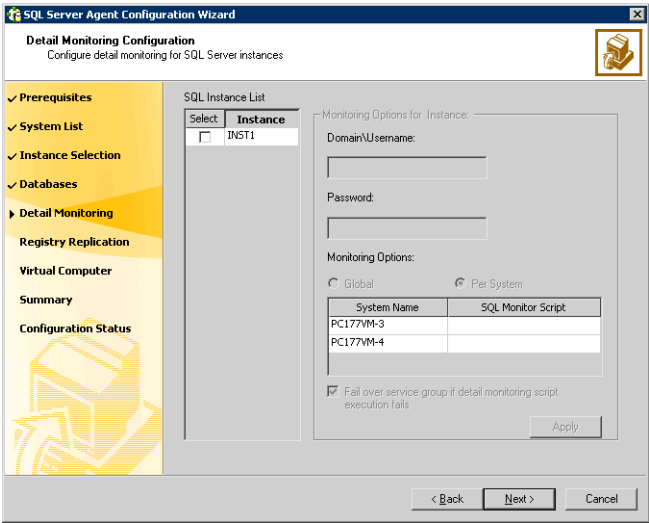 SQL Server Agent Configuration Wizard
Detail Monitoring Configuration
Configure detail monitoring for SQL Server instances
Prerequisites
System List
Instance Selection
Databases
Detail Monitoring
Registry Replication
Virtual Computer
Summary
Configuration Status
SQL Instance List
Select Instance
INST1
Monitoring Options for Instance:
Domain\Username:
Password:
Monitoring Options:
Global Per System
System Name SQL Monitor Script
PC177VM-3
PC177VM-4
Fail over service group if detail monitoring script
execution fails
Apply
< Back Next > Cancel